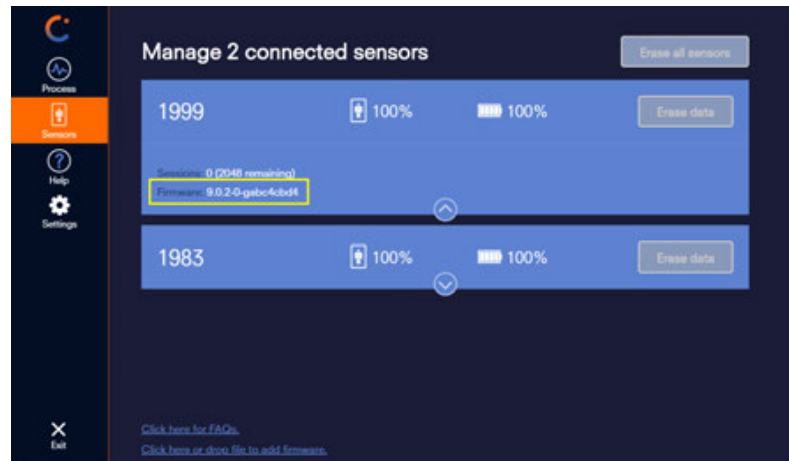 Manage 2 connected sensors
Erase all sensors
Process
Sensors
Help
Settings
Exit
1999
100%
100%
Erase data
Sessions: 0 (2048 remaining)
Firmware: 9.0.2-0-gabc4cbd4
1983
100%
100%
Erase data
Click here for FAQs.
Click here or drop file to add firmware.